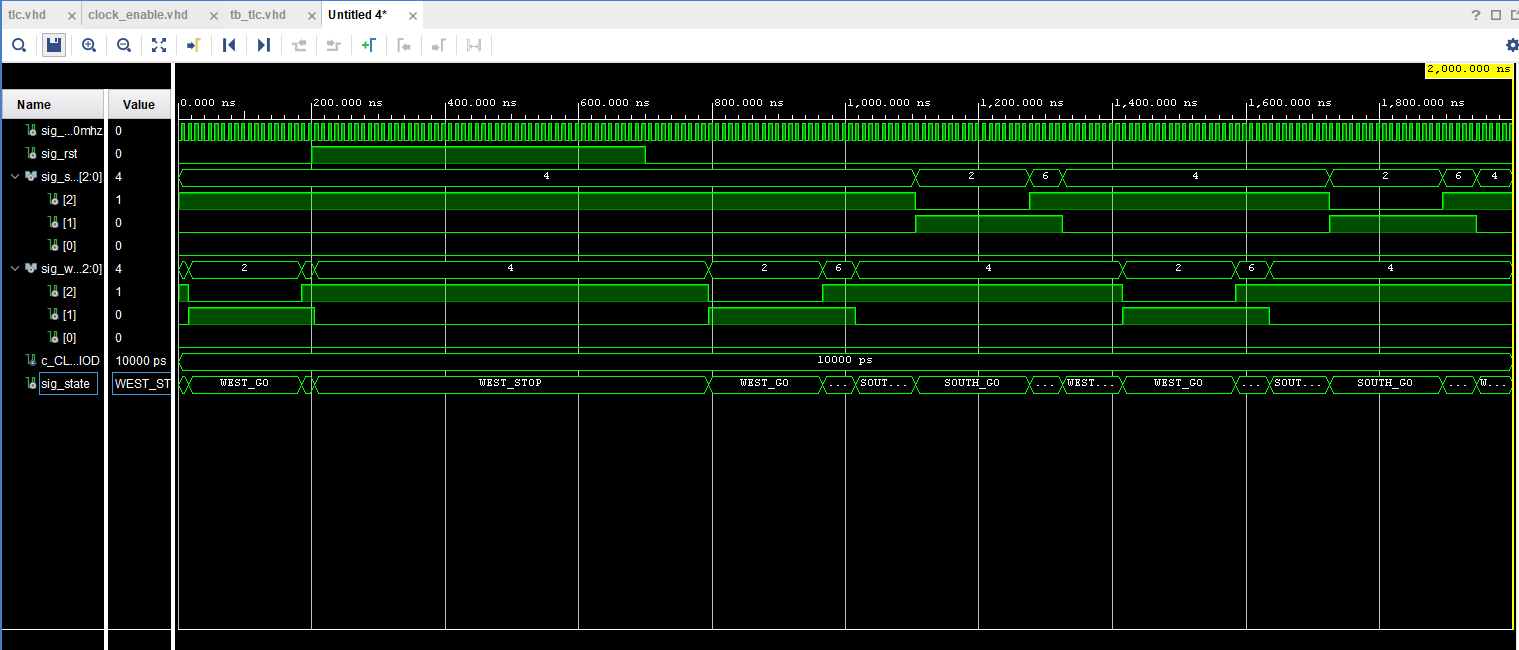 tlc.vhd × clock_enable.vhd × tb_tlc.vhd × Untitled 4* ×
?
2,000.000 ns
Name Value 0.000 ns 200.000 ns 400.000 ns 600.000 ns 800.000 ns 1,000.000 ns 1,200.000 ns 1,400.000 ns 1,600.000 ns 1,800.000 ns
sig_...0mhz 0
sig_rst 0
sig_s...[2:0] 4 4 2 6 4 2 6 4
[2] 1
[1] 0
[0] 0
sig_w...2:0] 4 2 4 2 6 4 2 6 4
[2] 1
[1] 0
[0] 0
c_CL...IOD 10000 ps 10000 ps
sig_state WEST_ST WEST_GO WEST_STOP WEST_GO ... SOUT... SOUTH_GO ... WEST... WEST_GO ... SOUT... SOUTH_GO ... W...